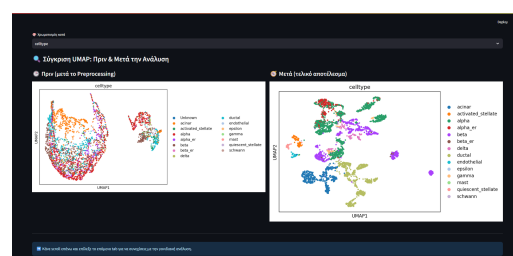 Deploy
Χρωματισμός κατά
celltype
Σύγκριση UMAP: Πριν & Μετά την Ανάλυση
Πριν (μετά το Preprocessing)
celltype
UMAP2
UMAP1
Unknown
acinar
activated_stellate
alpha
alpha_er
beta
beta_er
delta
ductal
endothelial
epsilon
gamma
mast
quiescent_stellate
schwann
Μετά (τελικό αποτέλεσμα)
celltype
UMAP2
UMAP1
acinar
activated_stellate
alpha
alpha_er
beta
beta_er
delta
ductal
endothelial
epsilon
gamma
mast
quiescent_stellate
schwann